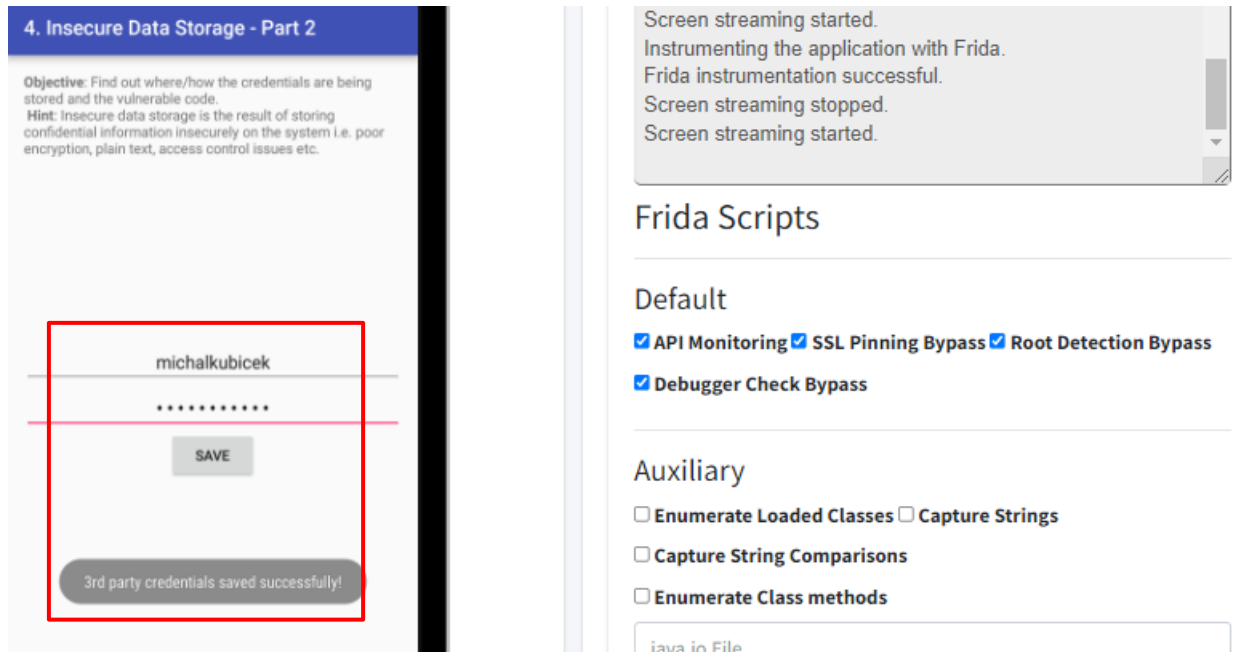 4. Insecure Data Storage - Part 2
Objective: Find out where/how the credentials are being
stored and the vulnerable code.
Hint: Insecure data storage is the result of storing
confidential information insecurely on the system i.e. poor
encryption, plain text, access control issues etc.
michalkubicek
•••••••••••
SAVE
3rd party credentials saved successfully!
Screen streaming started.
Instrumenting the application with Frida.
Frida instrumentation successful.
Screen streaming stopped.
Screen streaming started.
Frida Scripts
Default
API Monitoring SSL Pinning Bypass Root Detection Bypass
Debugger Check Bypass
Auxiliary
Enumerate Loaded Classes Capture Strings
Capture String Comparisons
Enumerate Class methods
java.io.File